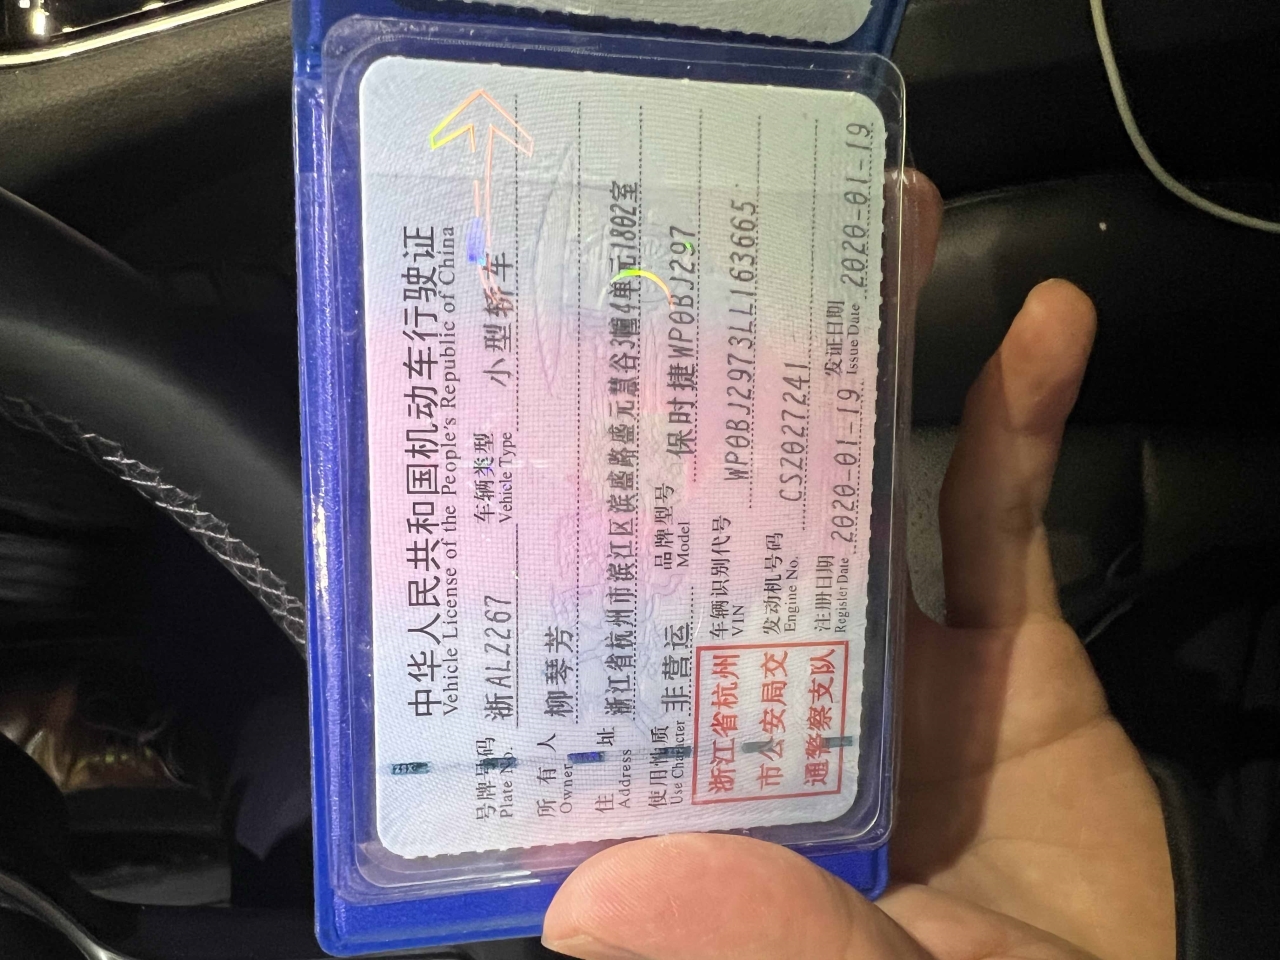 中华人民共和国机动车行驶证
Vehicle License of the People's Republic of China
号牌号码 浙AL2267 车辆类型 小型轿车
Plate No. Vehicle Type
所有人 柳琴芳
Owner
住址 浙江省杭州市滨江区滨盛路盛元慧谷3幢4单元1802室
Address
使用性质 非营运 品牌型号 保时捷WP0BJ297
Use Character Model
浙江省杭州
市公安局交
通警察支队
车辆识别代号 WP0BJ2973LL163665
VIN
发动机号码 CSZ027241
Engine No.
注册日期 2020-01-19 发证日期 2020-01-19
Register Date Issue Date